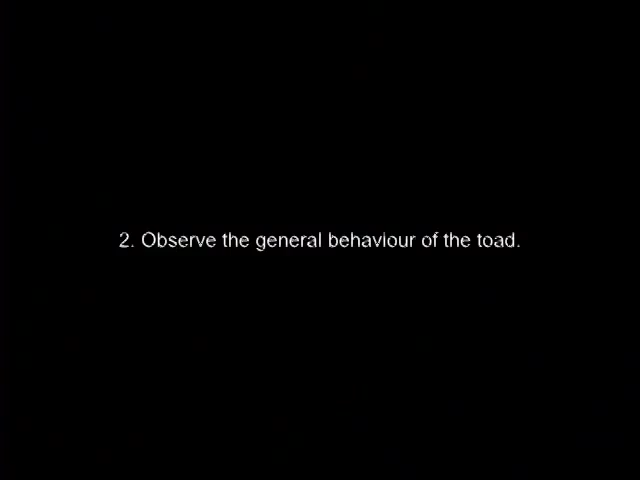 2. Observe the general behaviour of the toad.